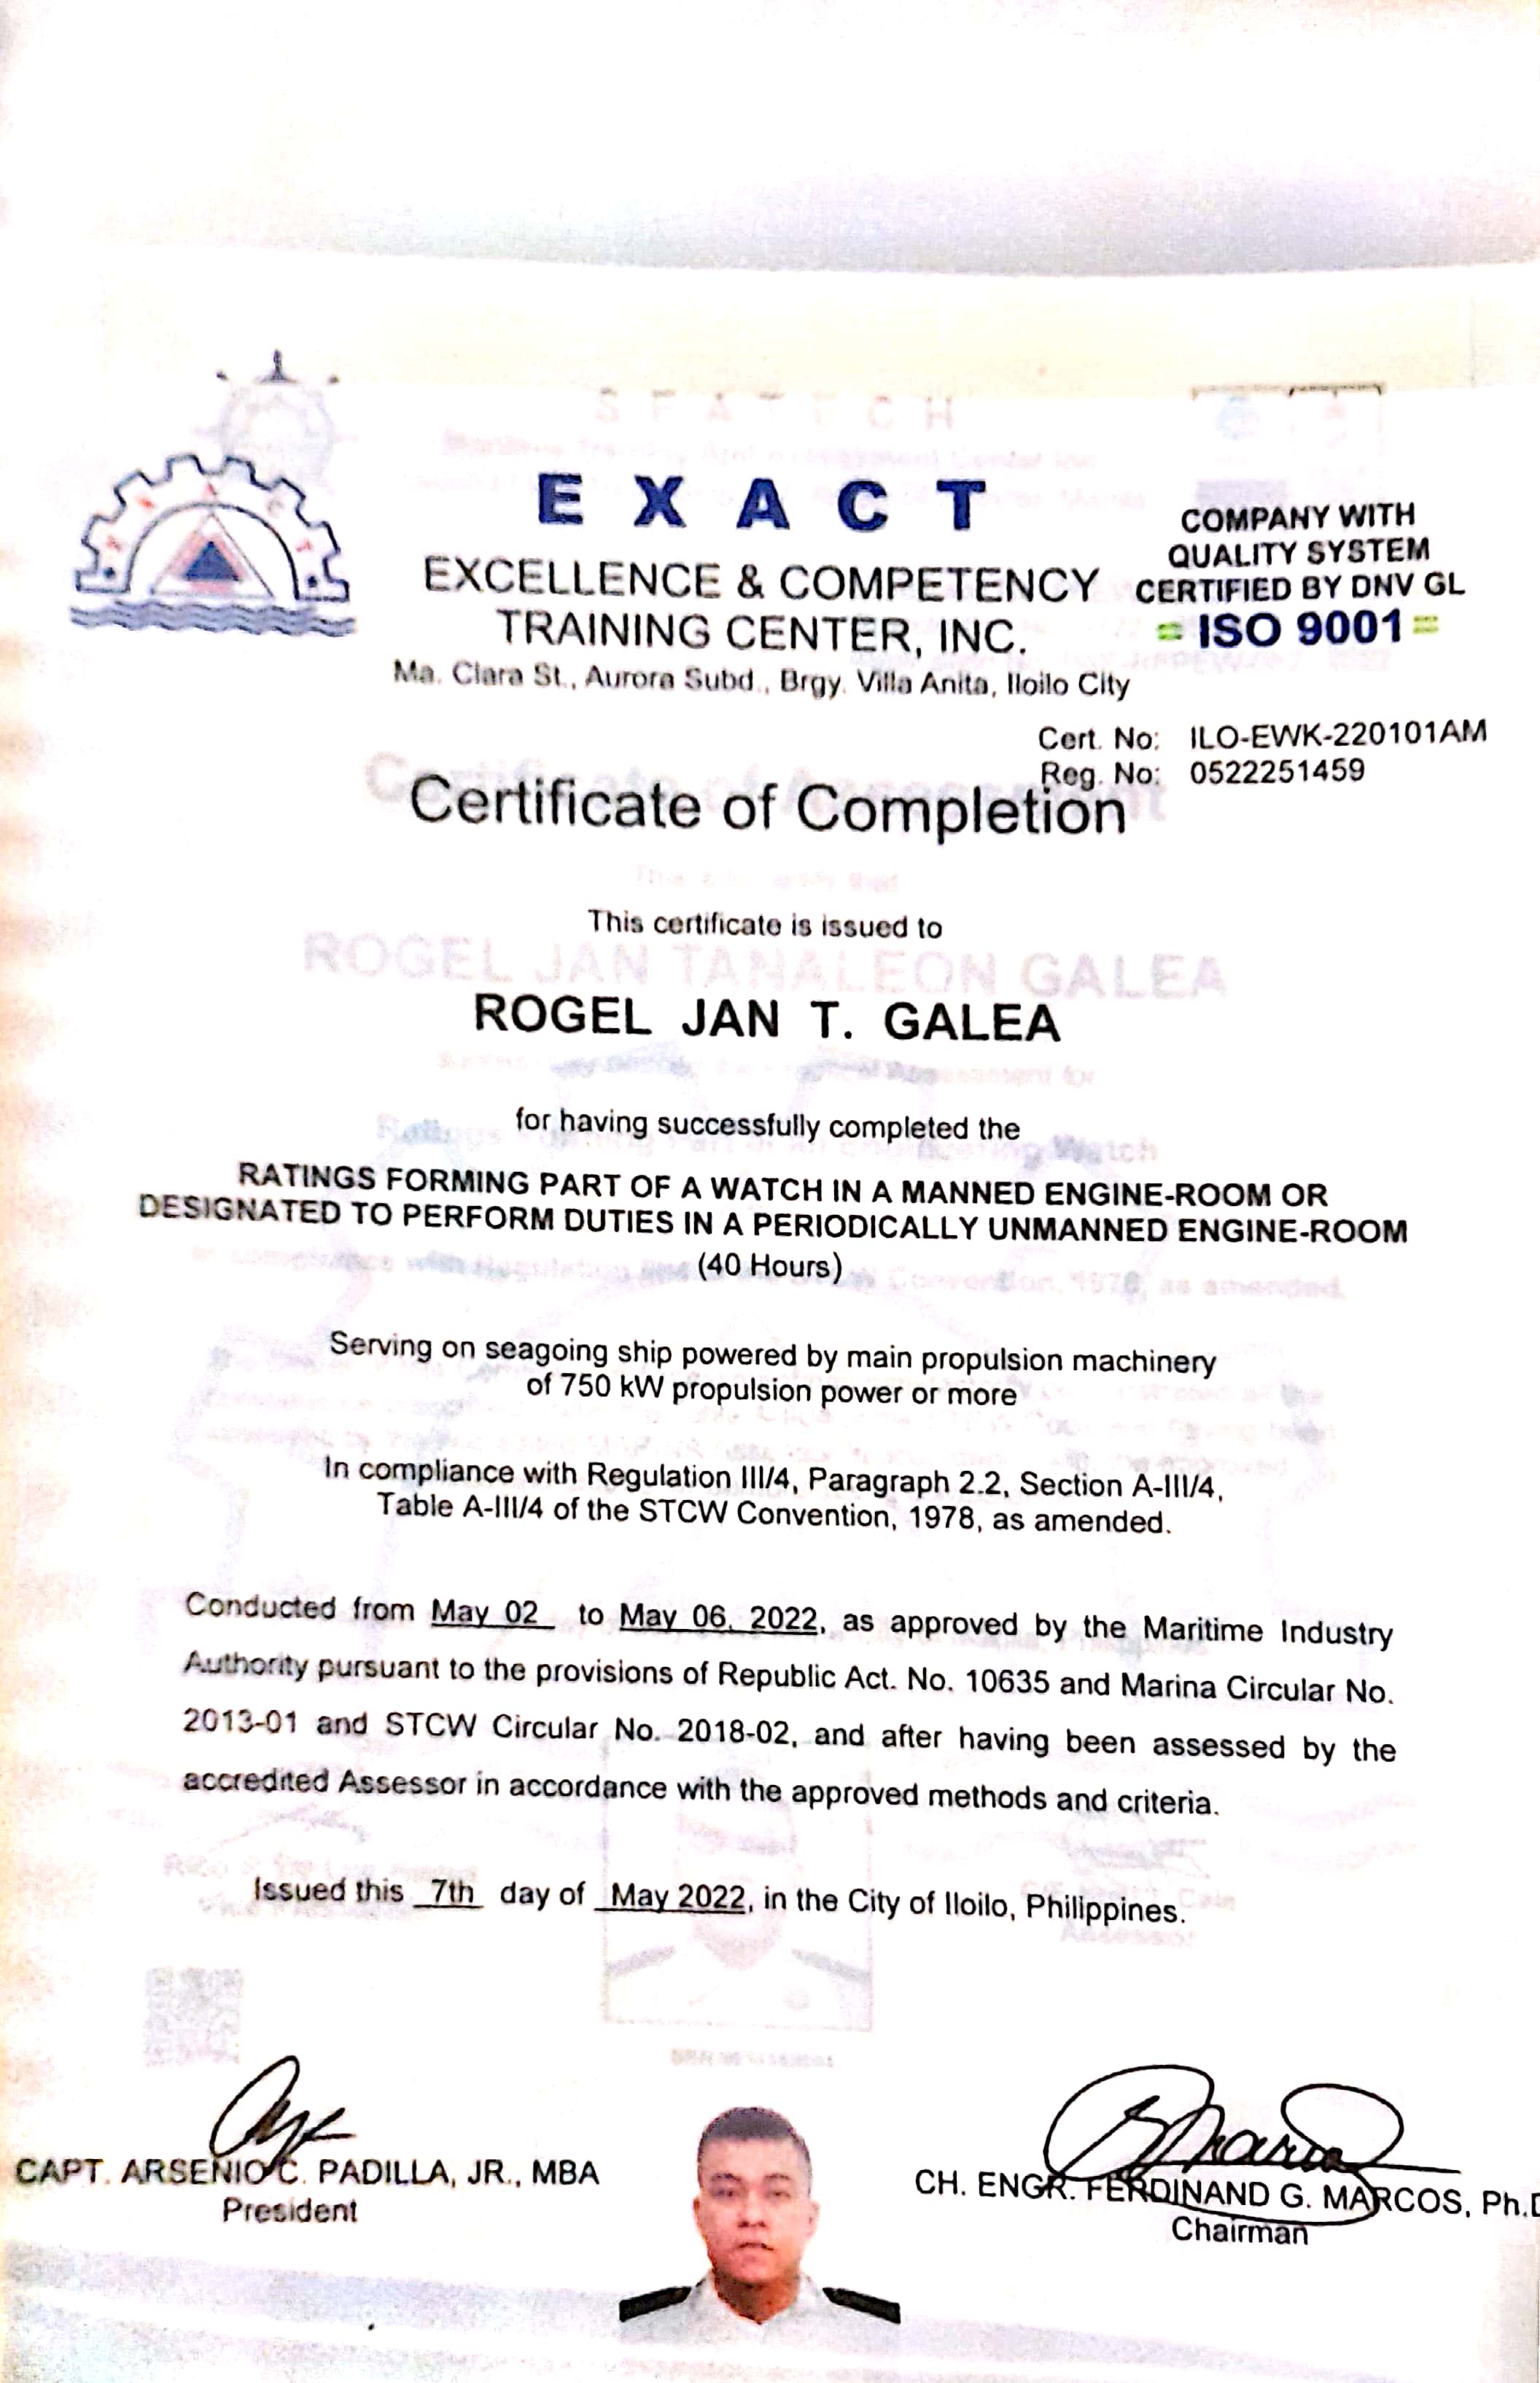 E X A C T
EXCELLENCE & COMPETENCY
TRAINING CENTER, INC.
Ma. Clara St., Aurora Subd., Brgy. Villa Anita, Iloilo City
COMPANY WITH
QUALITY SYSTEM
CERTIFIED BY DNV GL
= ISO 9001 =
Cert. No: ILO-EWK-220101AM
Reg. No: 0522251459
Certificate of Completion
This certificate is issued to
ROGEL JAN TANALEON GALEA
ROGEL JAN T. GALEA
for having successfully completed the
RATINGS FORMING PART OF A WATCH IN A MANNED ENGINE-ROOM OR
DESIGNATED TO PERFORM DUTIES IN A PERIODICALLY UNMANNED ENGINE-ROOM
(40 Hours)
Serving on seagoing ship powered by main propulsion machinery
of 750 kW propulsion power or more
In compliance with Regulation III/4, Paragraph 2.2, Section A-III/4,
Table A-III/4 of the STCW Convention, 1978, as amended.
Conducted from May 02 to May 06, 2022, as approved by the Maritime Industry
Authority pursuant to the provisions of Republic Act. No. 10635 and Marina Circular No.
2013-01 and STCW Circular No. 2018-02, and after having been assessed by the
accredited Assessor in accordance with the approved methods and criteria.
Issued this 7th day of May 2022, in the City of Iloilo, Philippines.
CAPT. ARSENIO C. PADILLA, JR., MBA
President
CH. ENGR. FERDINAND G. MARCOS, Ph.D
Chairman